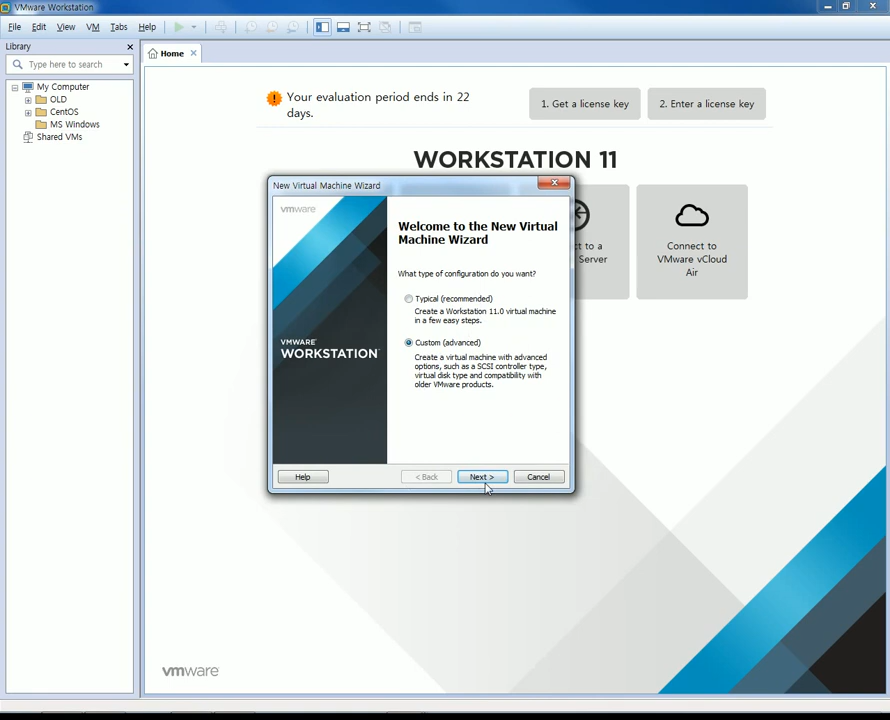 VMware Workstation
File Edit View VM Tabs Help
Library
Type here to search
My Computer
OLD
CentOS
MS Windows
Shared VMs
Home
Your evaluation period ends in 22
days.
1. Get a license key
2. Enter a license key
WORKSTATION 11
ct to a
Server
Connect to
VMware vCloud
Air
New Virtual Machine Wizard
vmware
VMWARE
WORKSTATION
Welcome to the New Virtual
Machine Wizard
What type of configuration do you want?
Typical (recommended)
Create a Workstation 11.0 virtual machine
in a few easy steps.
Custom (advanced)
Create a virtual machine with advanced
options, such as a SCSI controller type,
virtual disk type and compatibility with
older VMware products.
Help
< Back
Next >
Cancel
vmware